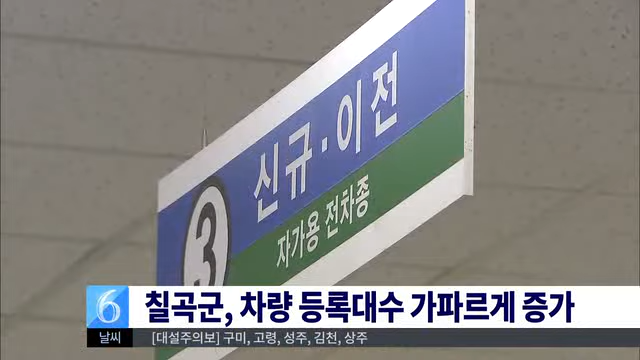 3
신규·이전
자가용 전차종
6 칠곡군, 차량 등록대수 가파르게 증가
날씨 [대설주의보] 구미, 고령, 성주, 김천, 상주